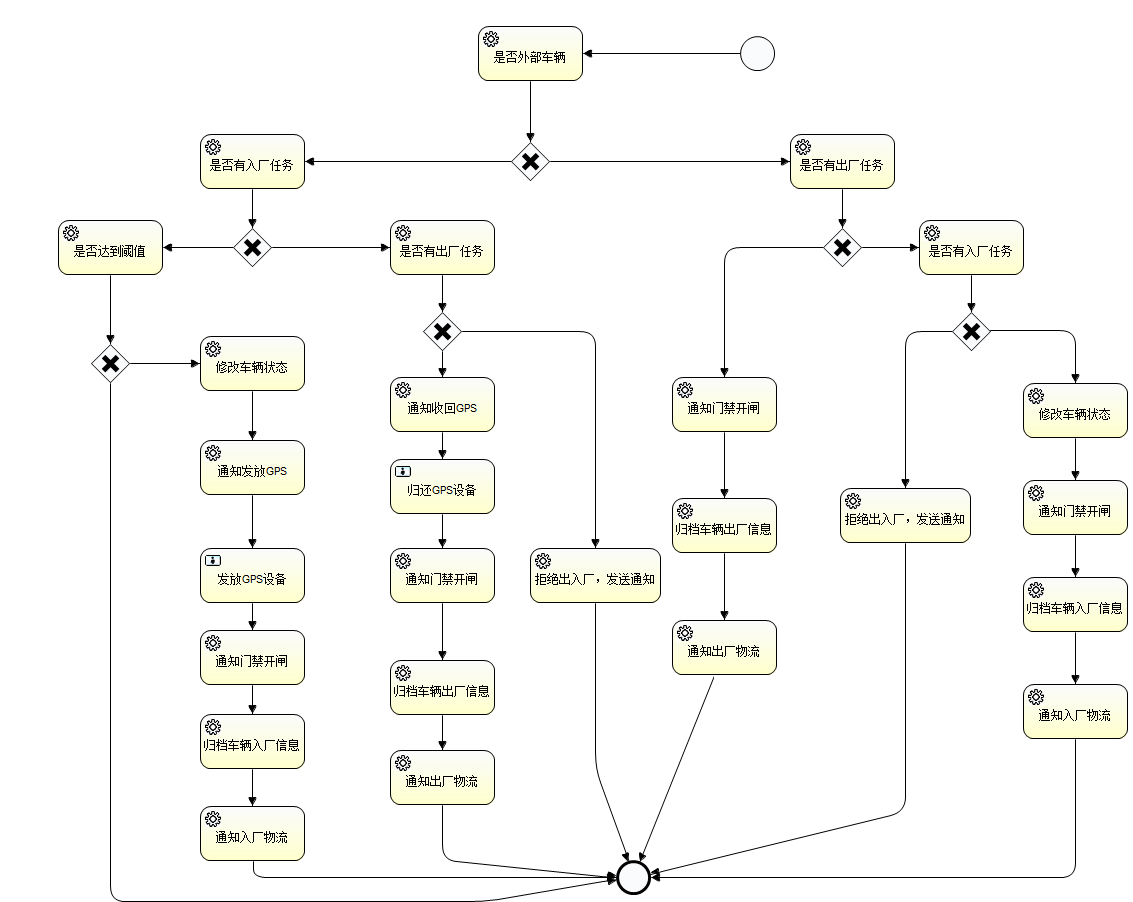 是否外部车辆
是否有入厂任务
是否有出厂任务
是否达到阈值
是否有出厂任务
是否有入厂任务
修改车辆状态
通知收回GPS
通知门禁开闸
修改车辆状态
通知发放GPS
归还GPS设备
归档车辆出厂信息
拒绝出入厂，发送通知
通知门禁开闸
发放GPS设备
通知门禁开闸
拒绝出入厂，发送通知
归档车辆入厂信息
通知门禁开闸
通知出厂物流
归档车辆出厂信息
通知入厂物流
归档车辆入厂信息
通知出厂物流
通知入厂物流